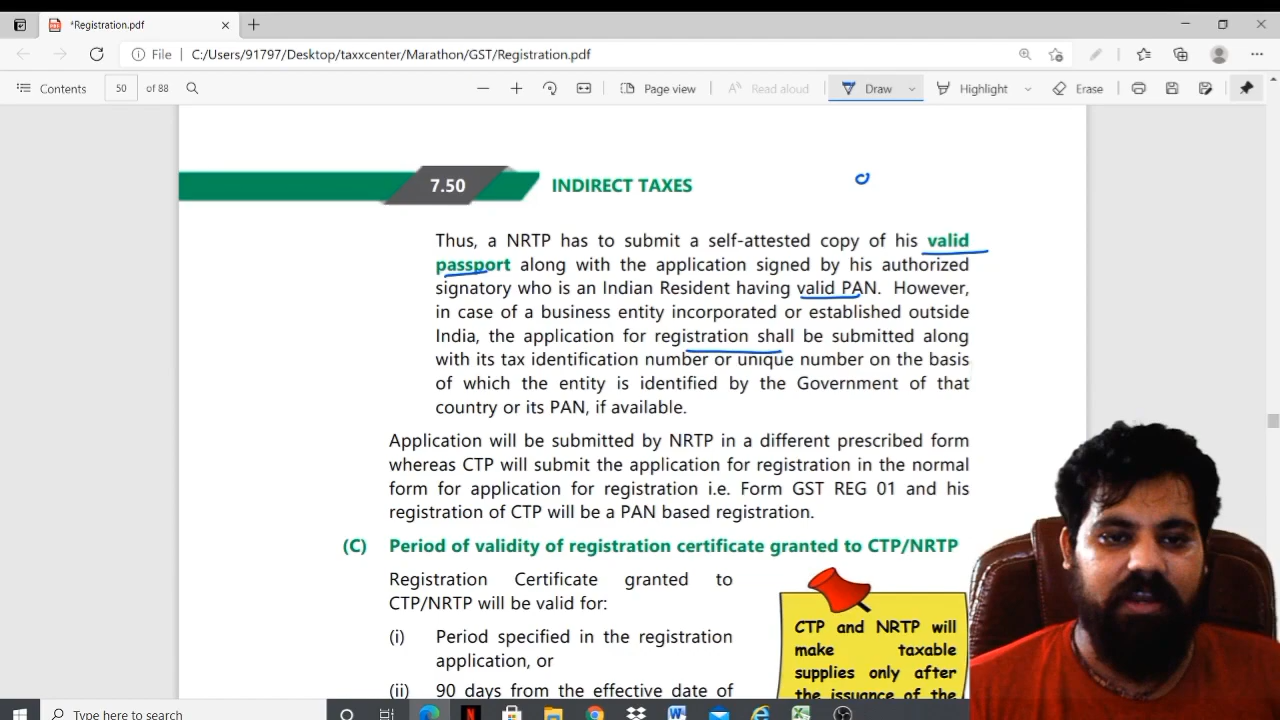 *Registration.pdf
File
C:/Users/91797/Desktop/taxxcenter/Marathon/GST/Registration.pdf
Contents
50
of 88
Page view
Read aloud
Draw
Highlight
Erase
7.50
INDIRECT TAXES
Thus, a NRTP has to submit a self-attested copy of his valid
passport along with the application signed by his authorized
signatory who is an Indian Resident having valid PAN. However,
in case of a business entity incorporated or established outside
India, the application for registration shall be submitted along
with its tax identification number or unique number on the basis
of which the entity is identified by the Government of that
country or its PAN, if available.
Application will be submitted by NRTP in a different prescribed form
whereas CTP will submit the application for registration in the normal
form for application for registration i.e. Form GST REG 01 and his
registration of CTP will be a PAN based registration.
(C) Period of validity of registration certificate granted to CTP/NRTP
Registration Certificate granted to
CTP/NRTP will be valid for:
(i) Period specified in the registration
application, or
(ii) 90 days from the effective date of
CTP and NRTP will
make taxable
supplies only after
the issuance of the
Type here to search